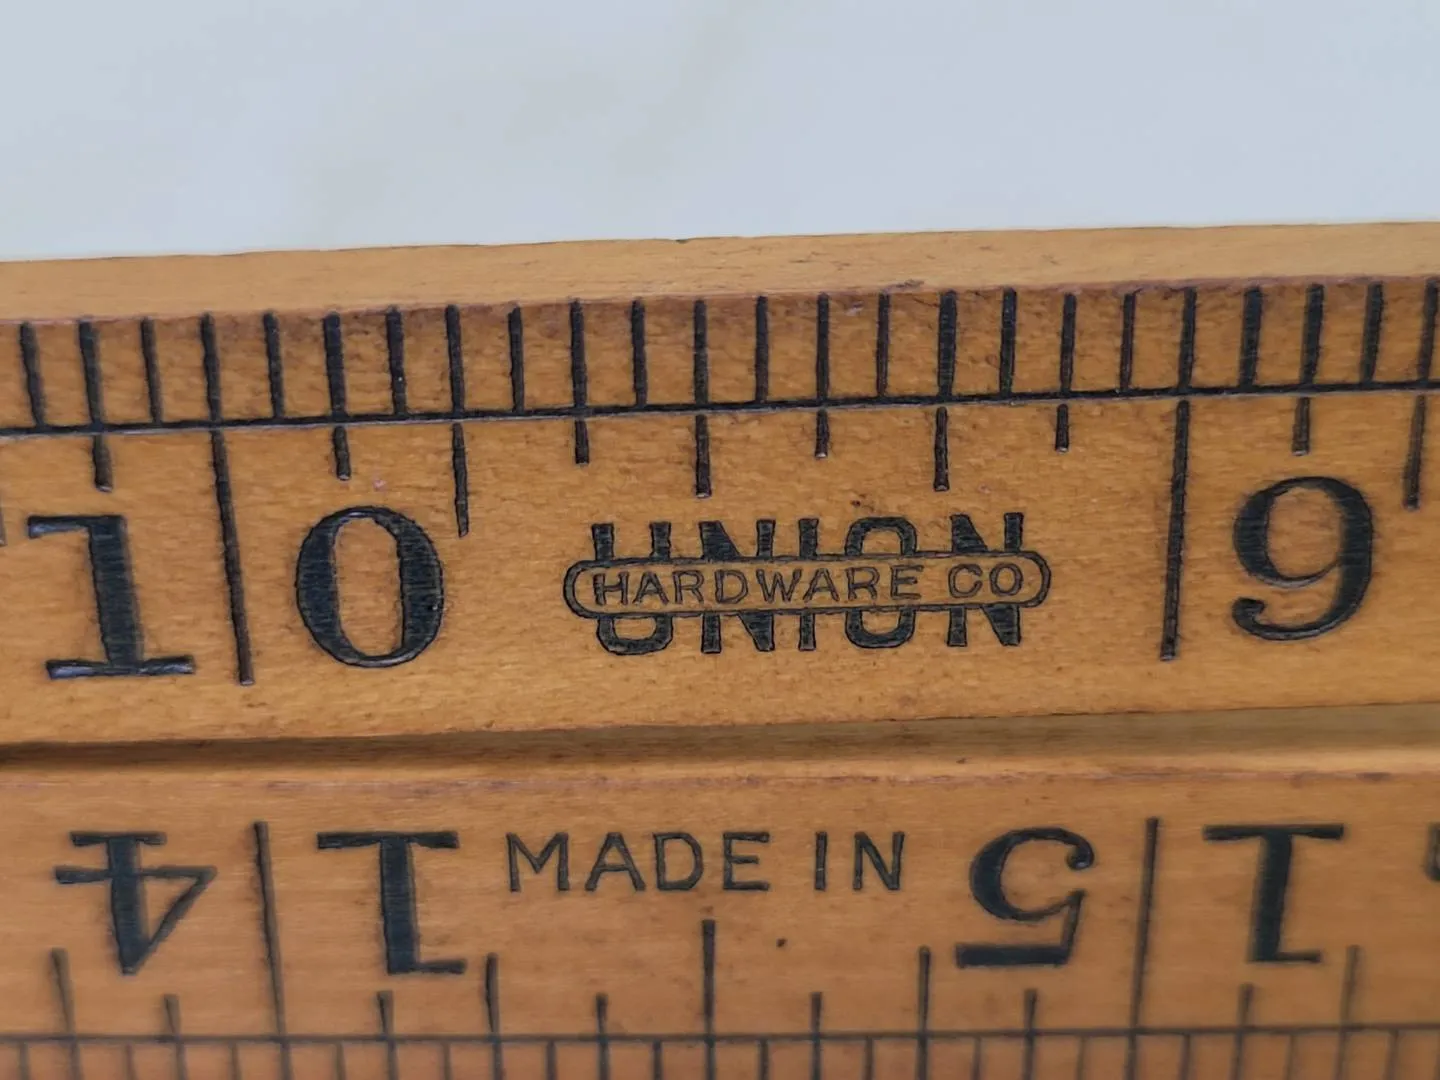 10 UNION 9
HARDWARE CO
14 MADE IN 15